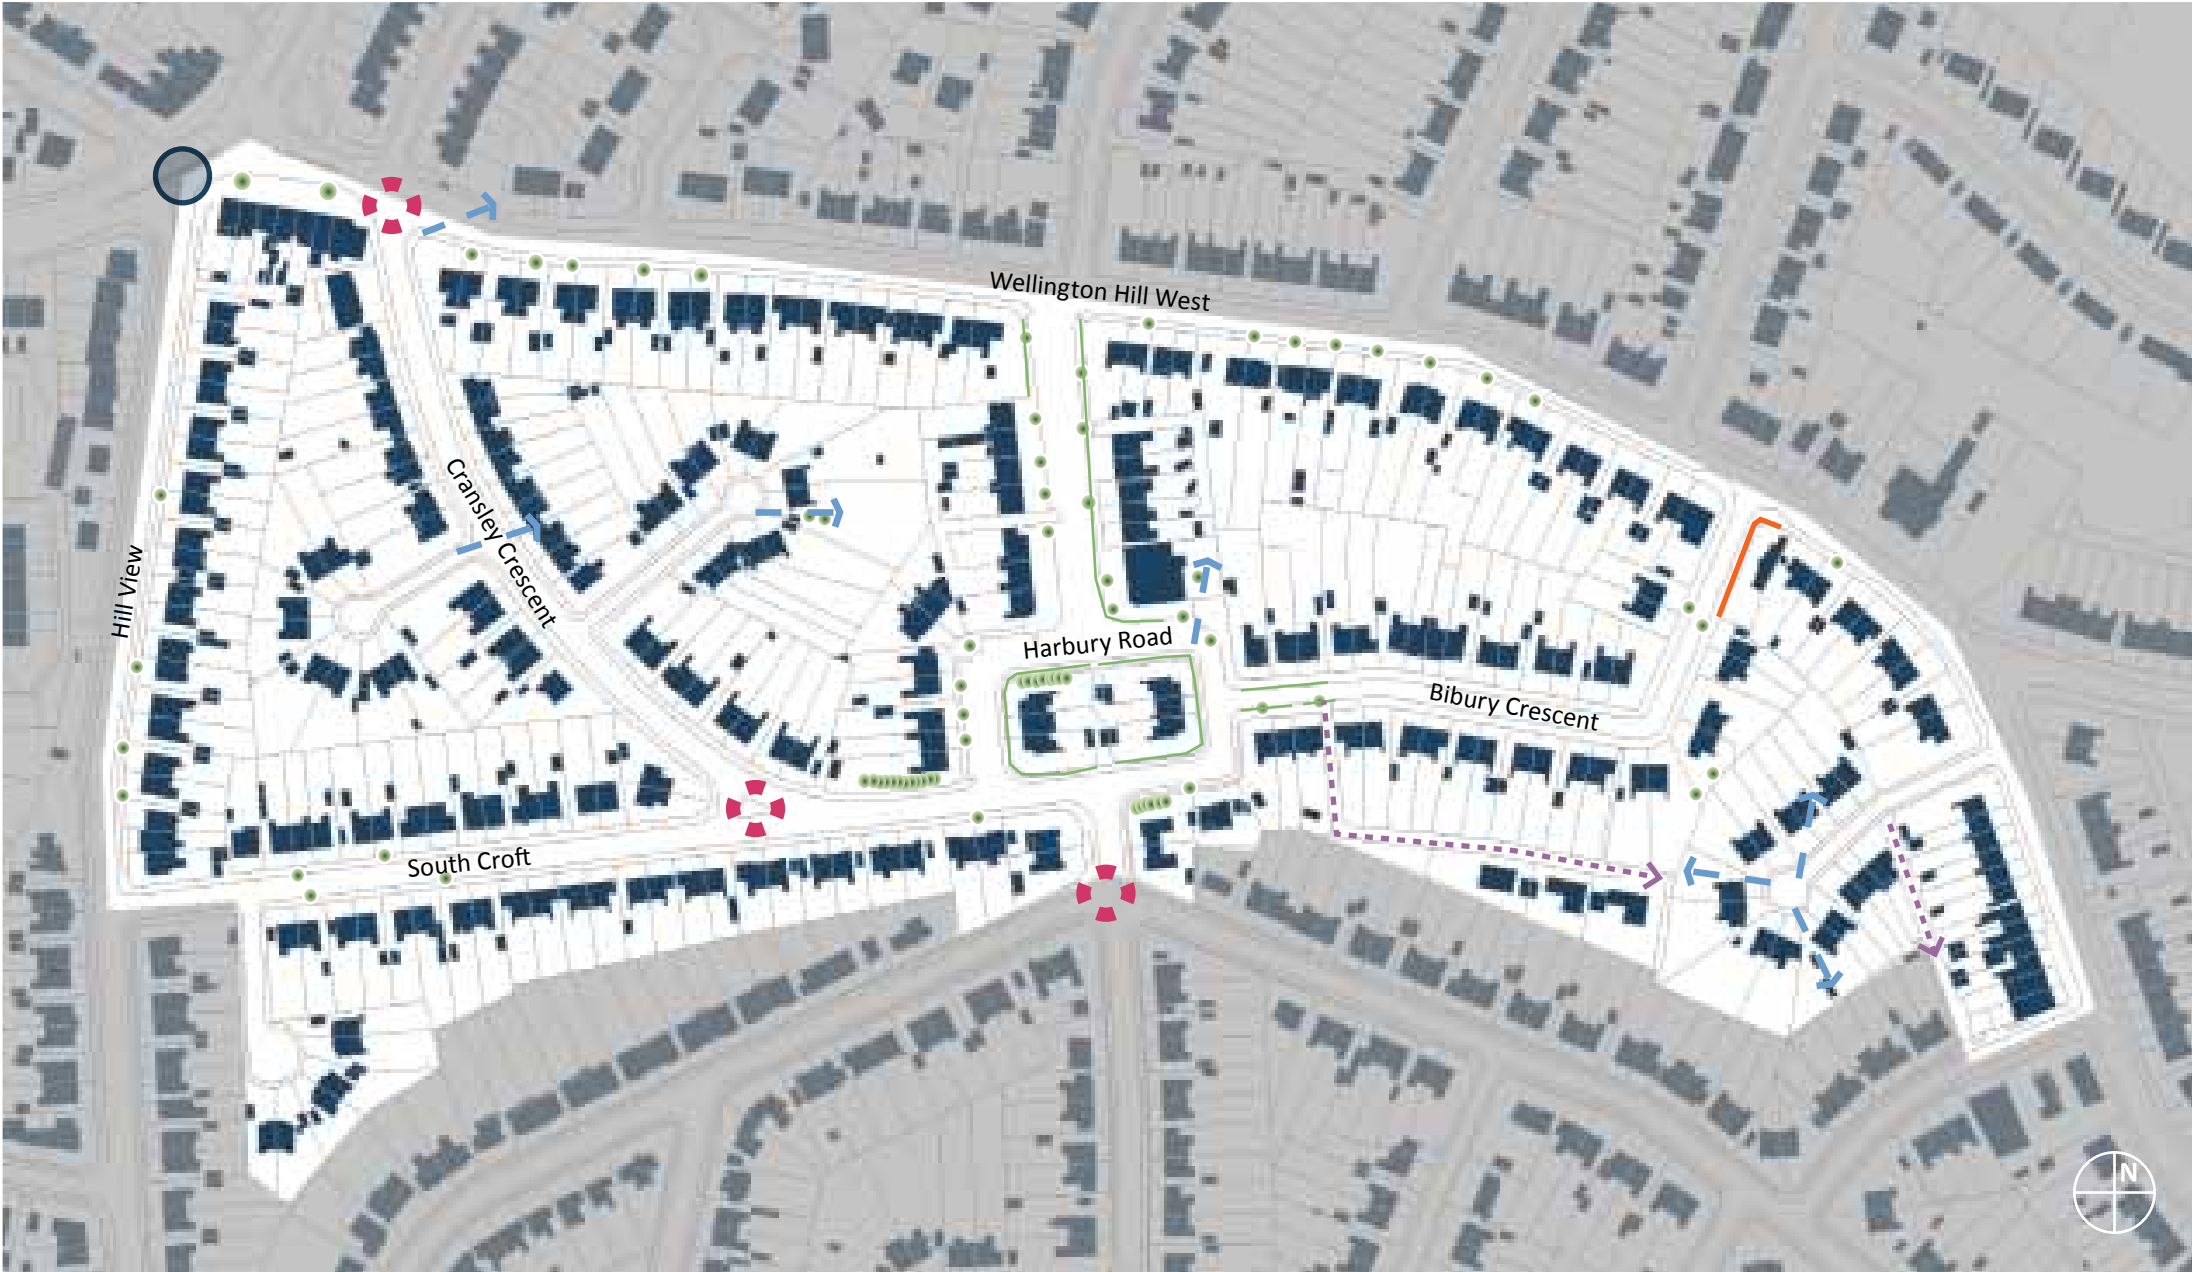 Wellington Hill West
Cransley Crescent
Hill View
Harbury Road
Bibury Crescent
South Croft
N